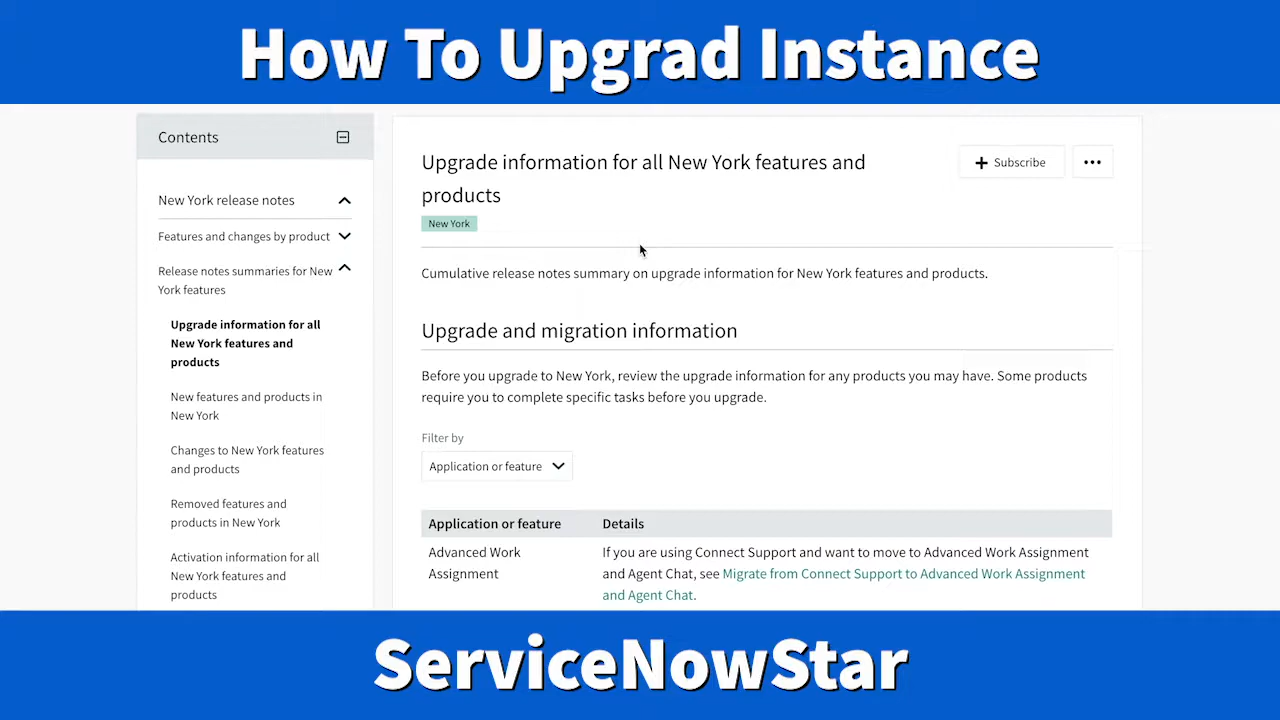 How To Upgrad Instance
Contents
New York release notes
Features and changes by product
Release notes summaries for New
York features
Upgrade information for all
New York features and
products
New features and products in
New York
Changes to New York features
and products
Removed features and
products in New York
Activation information for all
New York features and
products
Upgrade information for all New York features and
products
Subscribe
New York
Cumulative release notes summary on upgrade information for New York features and products.
Upgrade and migration information
Before you upgrade to New York, review the upgrade information for any products you may have. Some products
require you to complete specific tasks before you upgrade.
Filter by
Application or feature
Application or feature Details
Advanced Work
Assignment
If you are using Connect Support and want to move to Advanced Work Assignment
and Agent Chat, see Migrate from Connect Support to Advanced Work Assignment
and Agent Chat.
ServiceNowStar